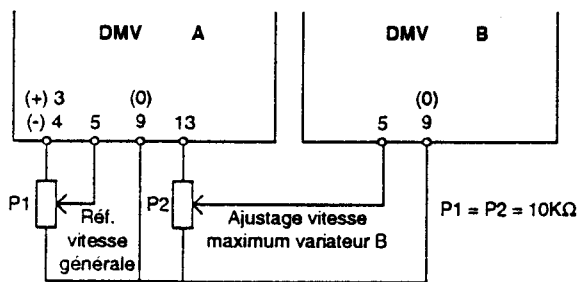 DMV A
DMV B
(+) 3 (0) (0)
(-) 4 5 9 13 5 9
P1 Réf. P2 Ajustage vitesse P1 = P2 = 10KΩ
vitesse maximum variateur B
générale